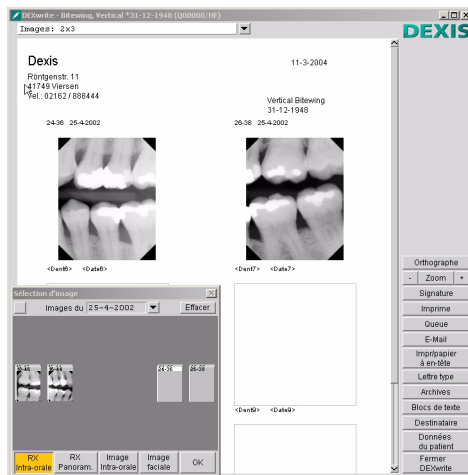 DEXwrite - Bitewing, Vertical *31-12-1948 (Q00000/HF)
DEXIS
Images: 2x3
Dexis
11-3-2004
Röntgenstr. 11
41749 Viersen
Tel.: 02162 / 888444
Vertical Bitewing
31-12-1948
24-36 25-4-2002
26-38 25-4-2002
<Dent6> <Date6>
<Dent7> <Date7>
Sélection d'image
Images du 25-4-2002
Effacer
24-36
26-38
RX Intra-orale
RX Panoram.
Image Intra-orale
Image faciale
OK
<Dent9> <Date9>
Orthographe
- Zoom +
Signature
Imprime
Queue
E-Mail
Impr/papier
à en-tête
Lettre type
Archives
Blocs de texte
Destinataire
Données
du patient
Fermer
DEXwrite